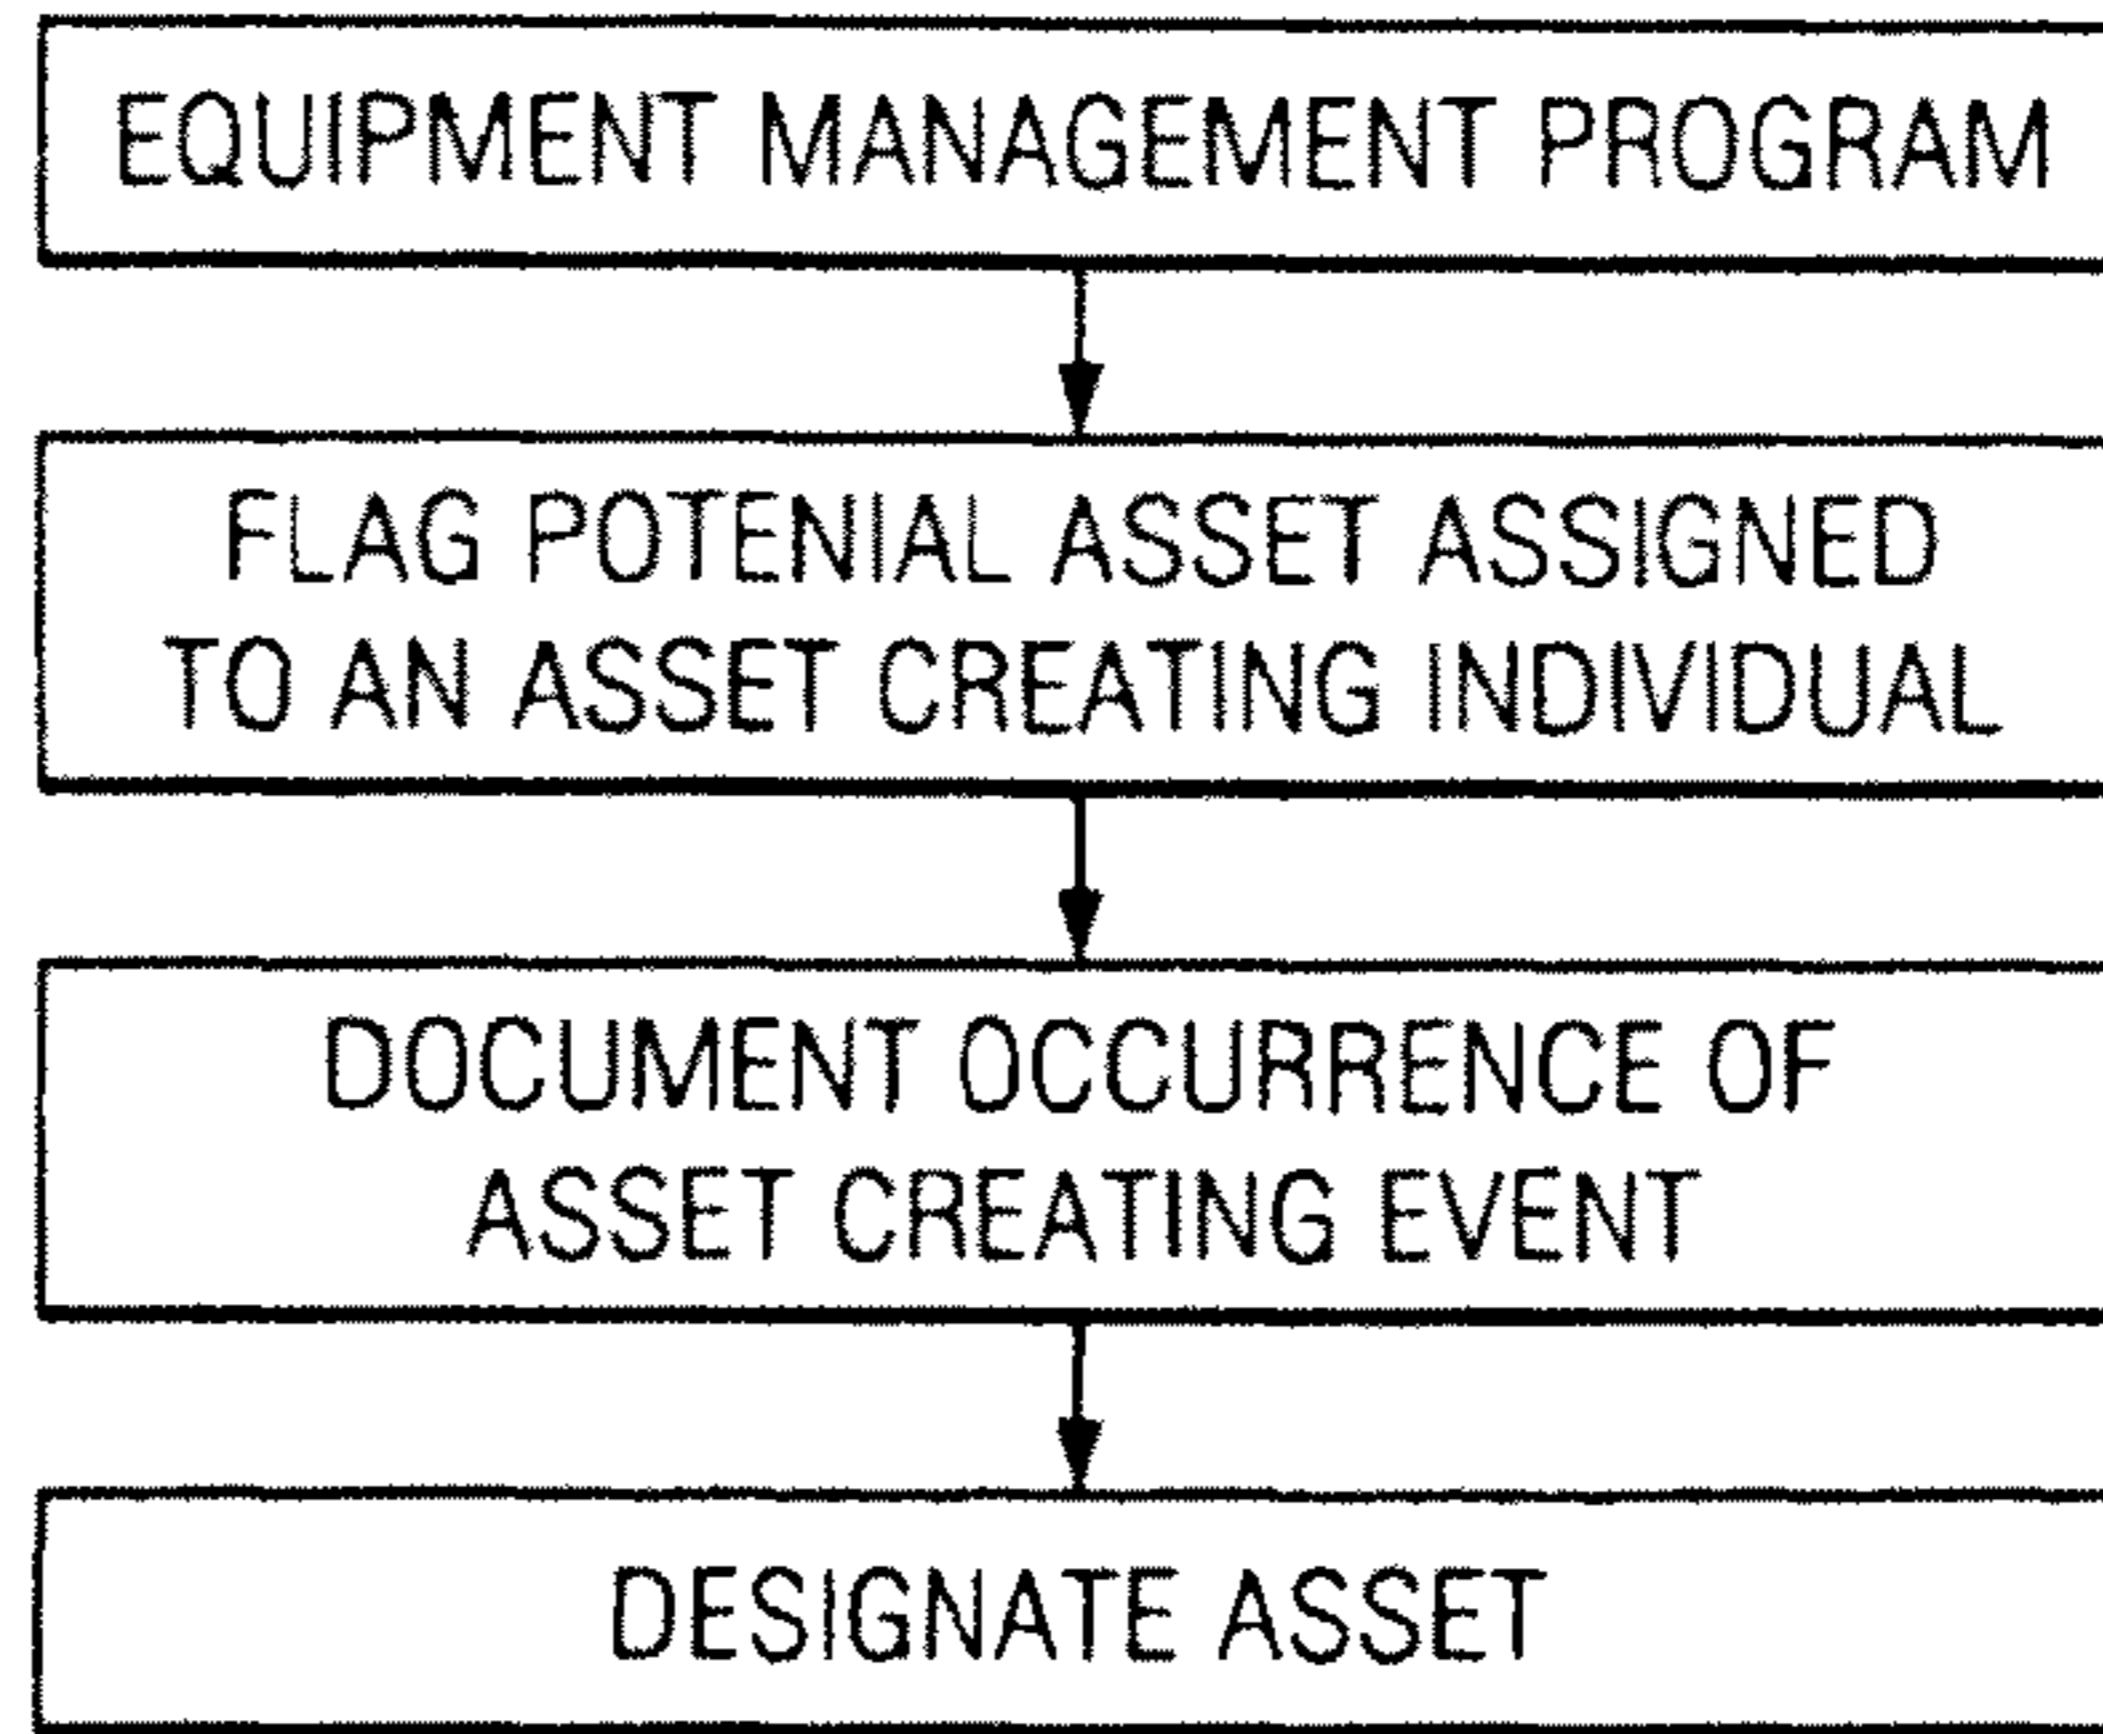 EQUIPMENT MANAGEMENT PROGRAM
FLAG POTENIAL ASSET ASSIGNED
TO AN ASSET CREATING INDIVIDUAL
DOCUMENT OCCURRENCE OF
ASSET CREATING EVENT
DESIGNATE ASSET